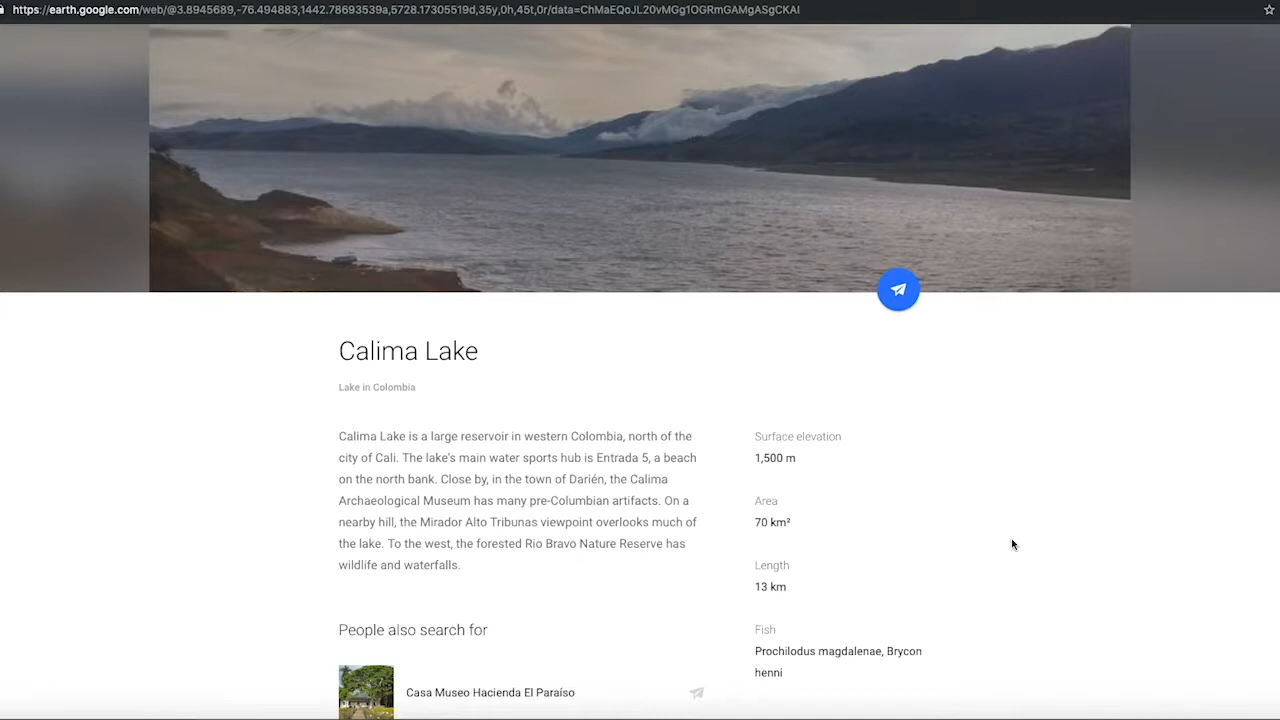 https://earth.google.com/web/@3.8945689,-76.494883,1442.78693539a,5728.17305519d,35y,0h,45t,0r/data=ChMaEQoJL20vMGg1OGRmGAMgASgCKAI
Calima Lake
Lake in Colombia
Calima Lake is a large reservoir in western Colombia, north of the
city of Cali. The lake's main water sports hub is Entrada 5, a beach
on the north bank. Close by, in the town of Darién, the Calima
Archaeological Museum has many pre-Columbian artifacts. On a
nearby hill, the Mirador Alto Tribunas viewpoint overlooks much of
the lake. To the west, the forested Rio Bravo Nature Reserve has
wildlife and waterfalls.
People also search for
Casa Museo Hacienda El Paraíso
Surface elevation
1,500 m
Area
70 km²
Length
13 km
Fish
Prochilodus magdalenae, Brycon
henni